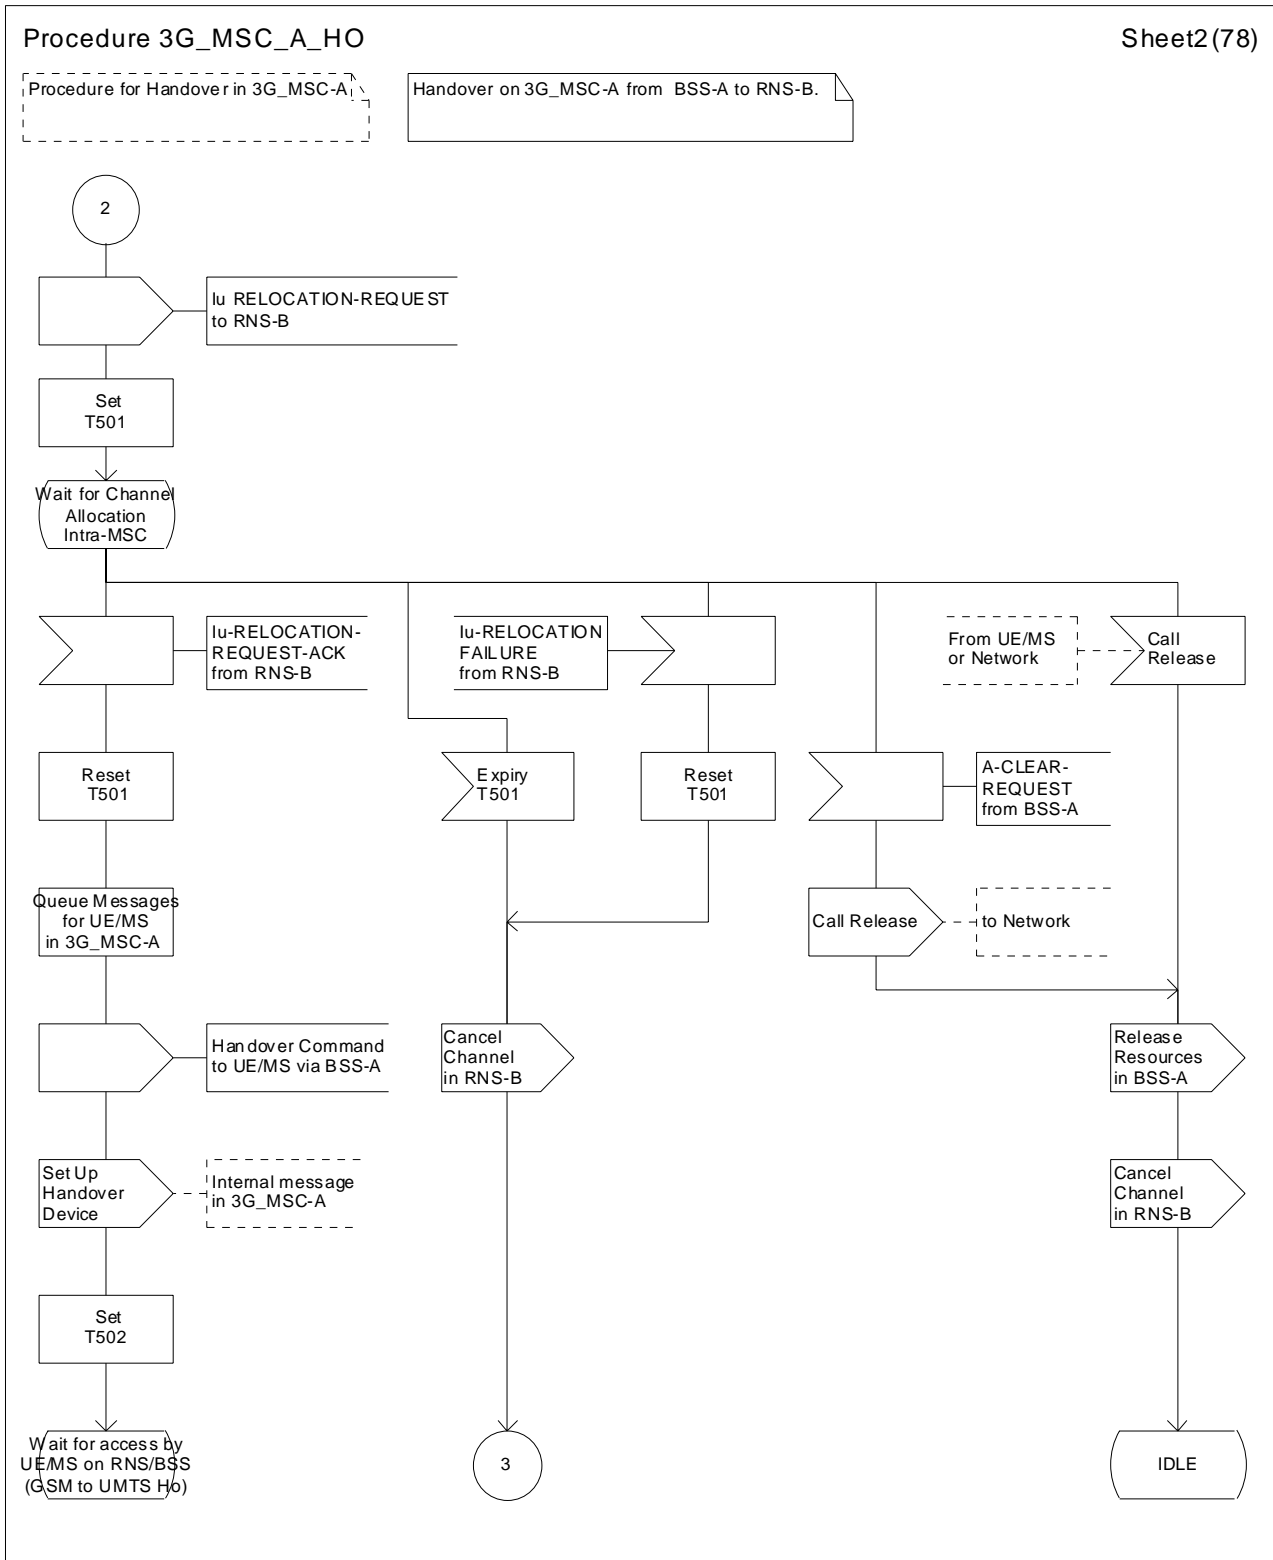 Procedure 3G_MSC_A_HO
Sheet2(78)
Procedure for Handover in 3G_MSC-A
Handover on 3G_MSC-A from BSS-A to RNS-B.
2
Iu RELOCATION-REQUEST
to RNS-B
Set
T501
Wait for Channel
Allocation
Intra-MSC
Iu-RELOCATION-
REQUEST-ACK
from RNS-B
Iu-RELOCATION
FAILURE
from RNS-B
From UE/MS
or Network
Call
Release
Reset
T501
Expiry
T501
Reset
T501
A-CLEAR-
REQUEST
from BSS-A
Queue Messages
for UE/MS
in 3G_MSC-A
Call Release
to Network
Handover Command
to UE/MS via BSS-A
Cancel
Channel
in RNS-B
Release
Resources
in BSS-A
Set Up
Handover
Device
Internal message
in 3G_MSC-A
Cancel
Channel
in RNS-B
Set
T502
Wait for access by
UE/MS on RNS/BSS
(GSM to UMTS Ho)
3
IDLE